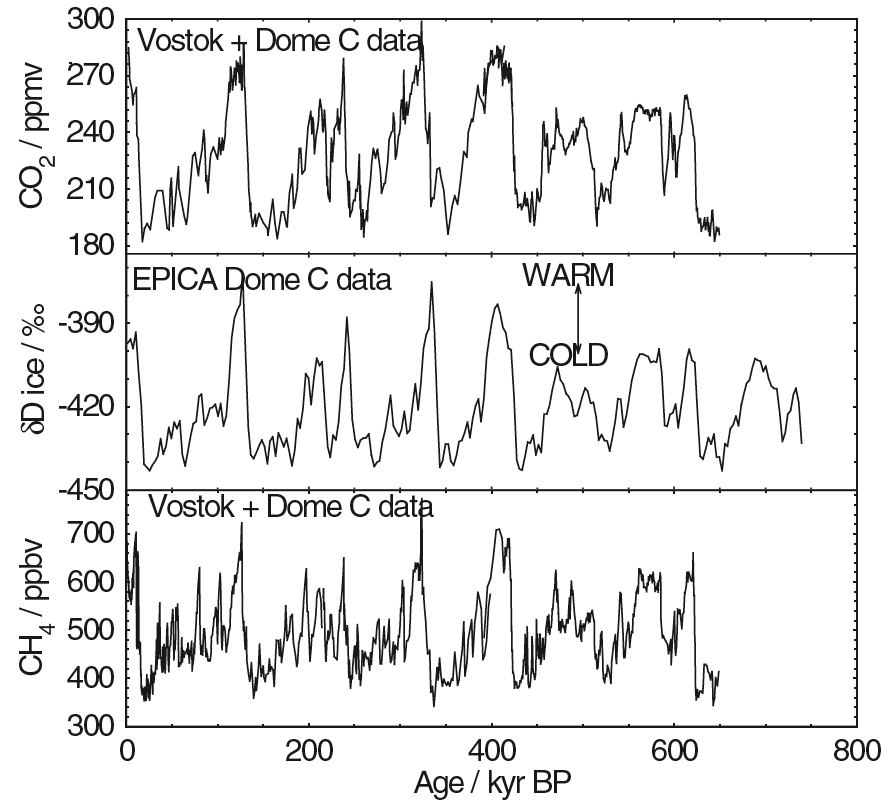 300
Vostok + Dome C data
270
240
210
180
CO2 / ppmv
EPICA Dome C data
WARM
COLD
-390
-420
-450
δD ice / ‰
Vostok + Dome C data
700
600
500
400
300
CH4 / ppbv
0 200 400 600 800
Age / kyr BP